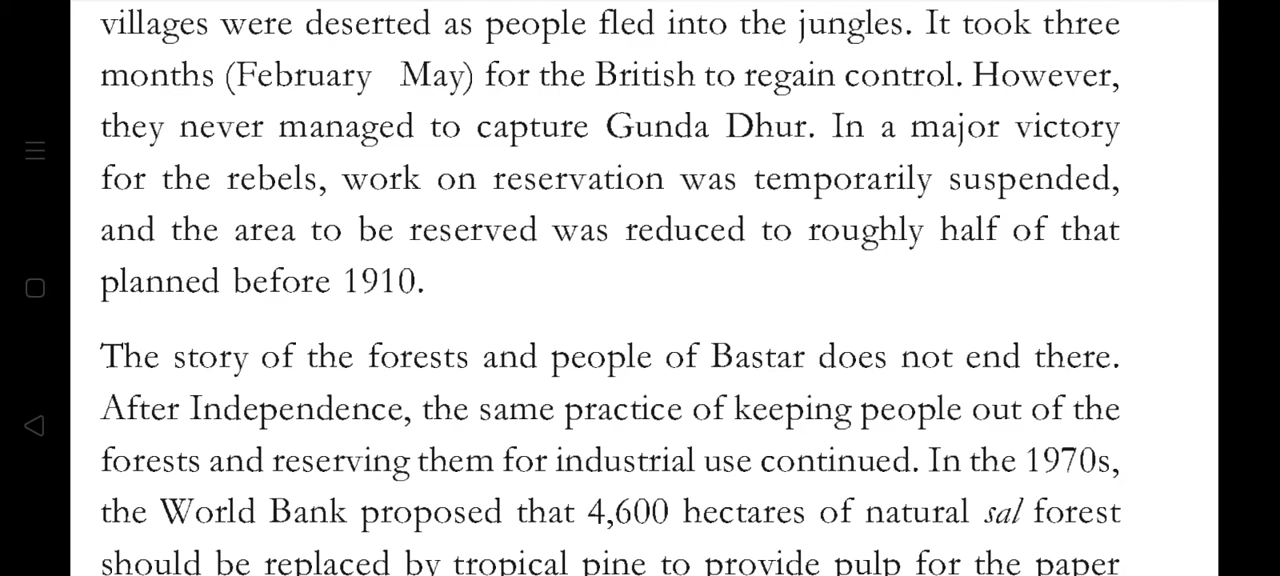 villages were deserted as people fled into the jungles. It took three
months (February   May) for the British to regain control. However,
they never managed to capture Gunda Dhur. In a major victory
for the rebels, work on reservation was temporarily suspended,
and the area to be reserved was reduced to roughly half of that
planned before 1910.
The story of the forests and people of Bastar does not end there.
After Independence, the same practice of keeping people out of the
forests and reserving them for industrial use continued. In the 1970s,
the World Bank proposed that 4,600 hectares of natural sal forest
should be replaced by tropical pine to provide pulp for the paper